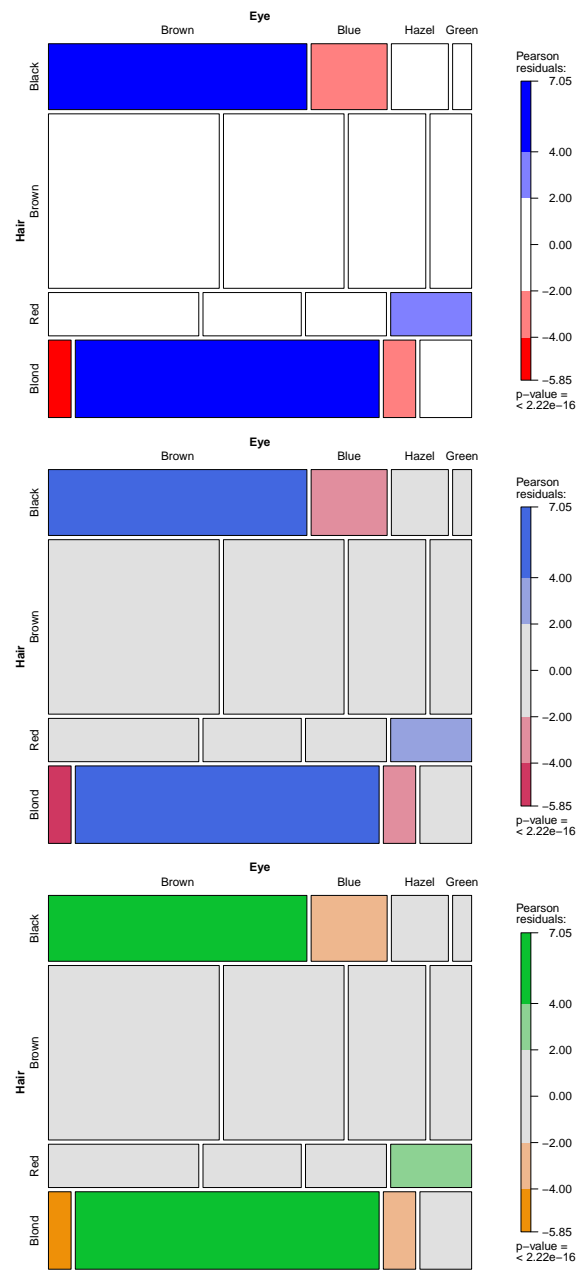 Eye
Brown Blue Hazel Green
Hair
Black
Brown
Red
Blond
Pearson
residuals:
7.05
4.00
2.00
0.00
−2.00
−4.00
−5.85
p−value =
< 2.22e−16
Eye
Brown Blue Hazel Green
Hair
Black
Brown
Red
Blond
Pearson
residuals:
7.05
4.00
2.00
0.00
−2.00
−4.00
−5.85
p−value =
< 2.22e−16
Eye
Brown Blue Hazel Green
Hair
Black
Brown
Red
Blond
Pearson
residuals:
7.05
4.00
2.00
0.00
−2.00
−4.00
−5.85
p−value =
< 2.22e−16